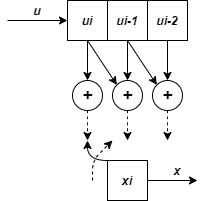 u ui ui-1 ui-2
+ + +
xi x